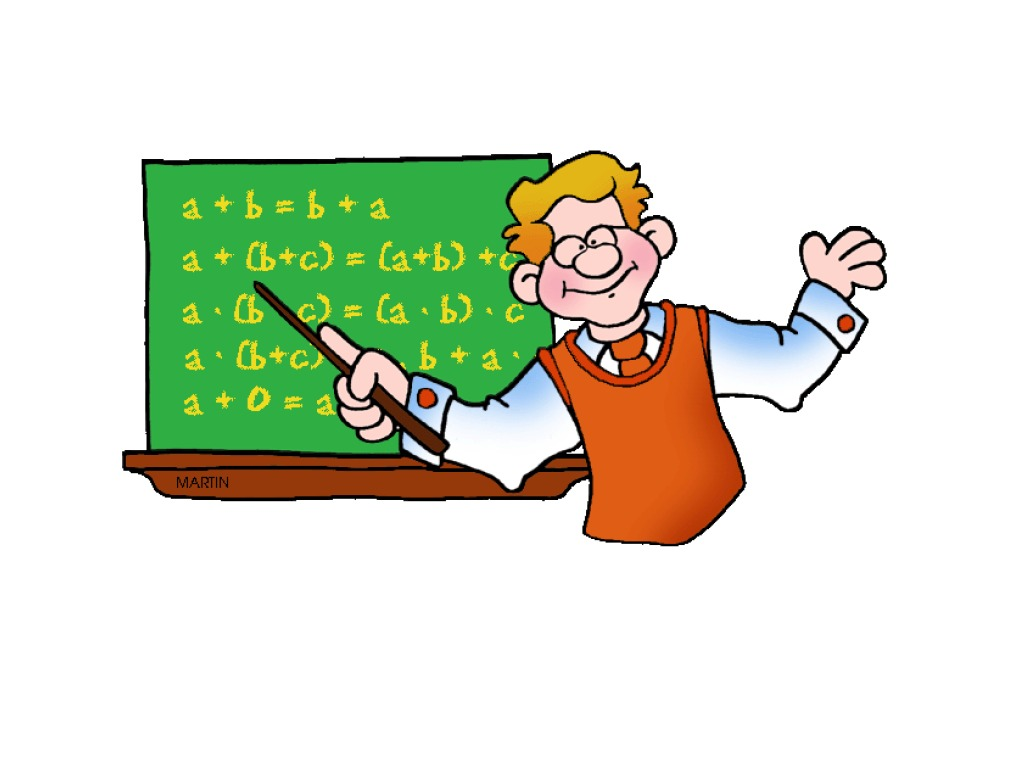 a + b = b + a
a + (b+c) = (a+b) + c
a · (b c) = (a · b) · c
a · (b+c) · b + a ·
a + 0 = a
MARTIN